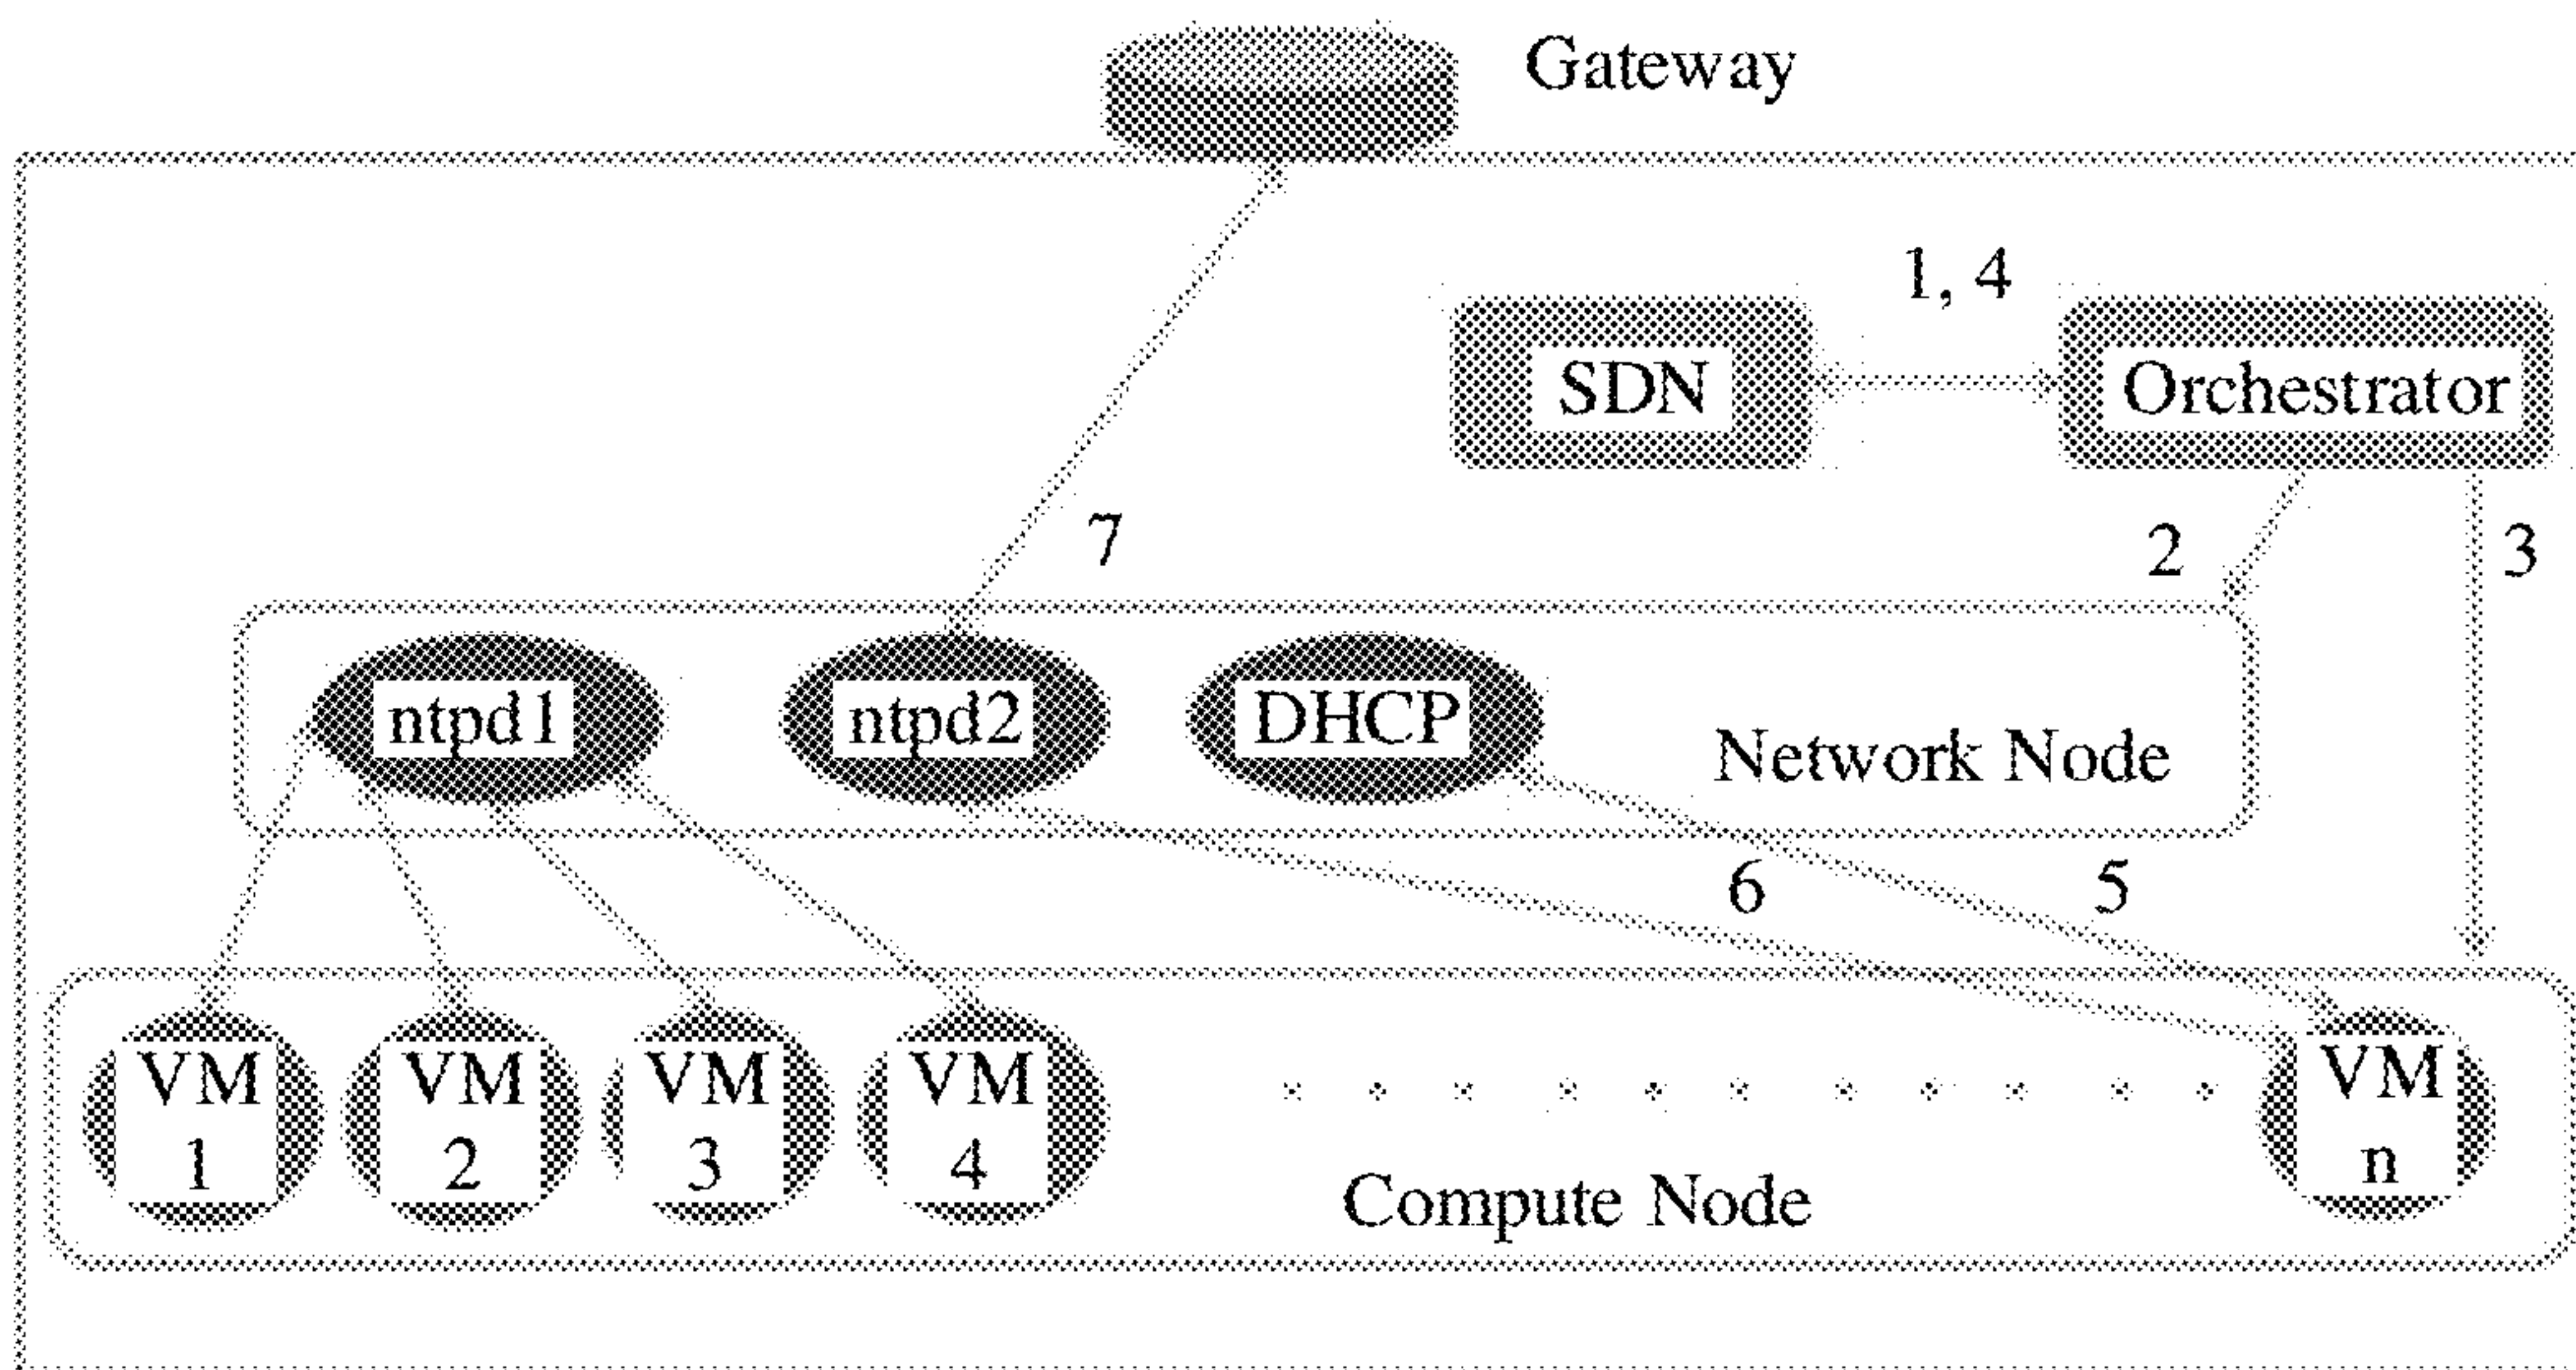 Gateway
1, 4
SDN
Orchestrator
7
2
3
ntpd1
ntpd2
DHCP
Network Node
6
5
VM
1
VM
2
VM
3
VM
4
VM
n
Compute Node